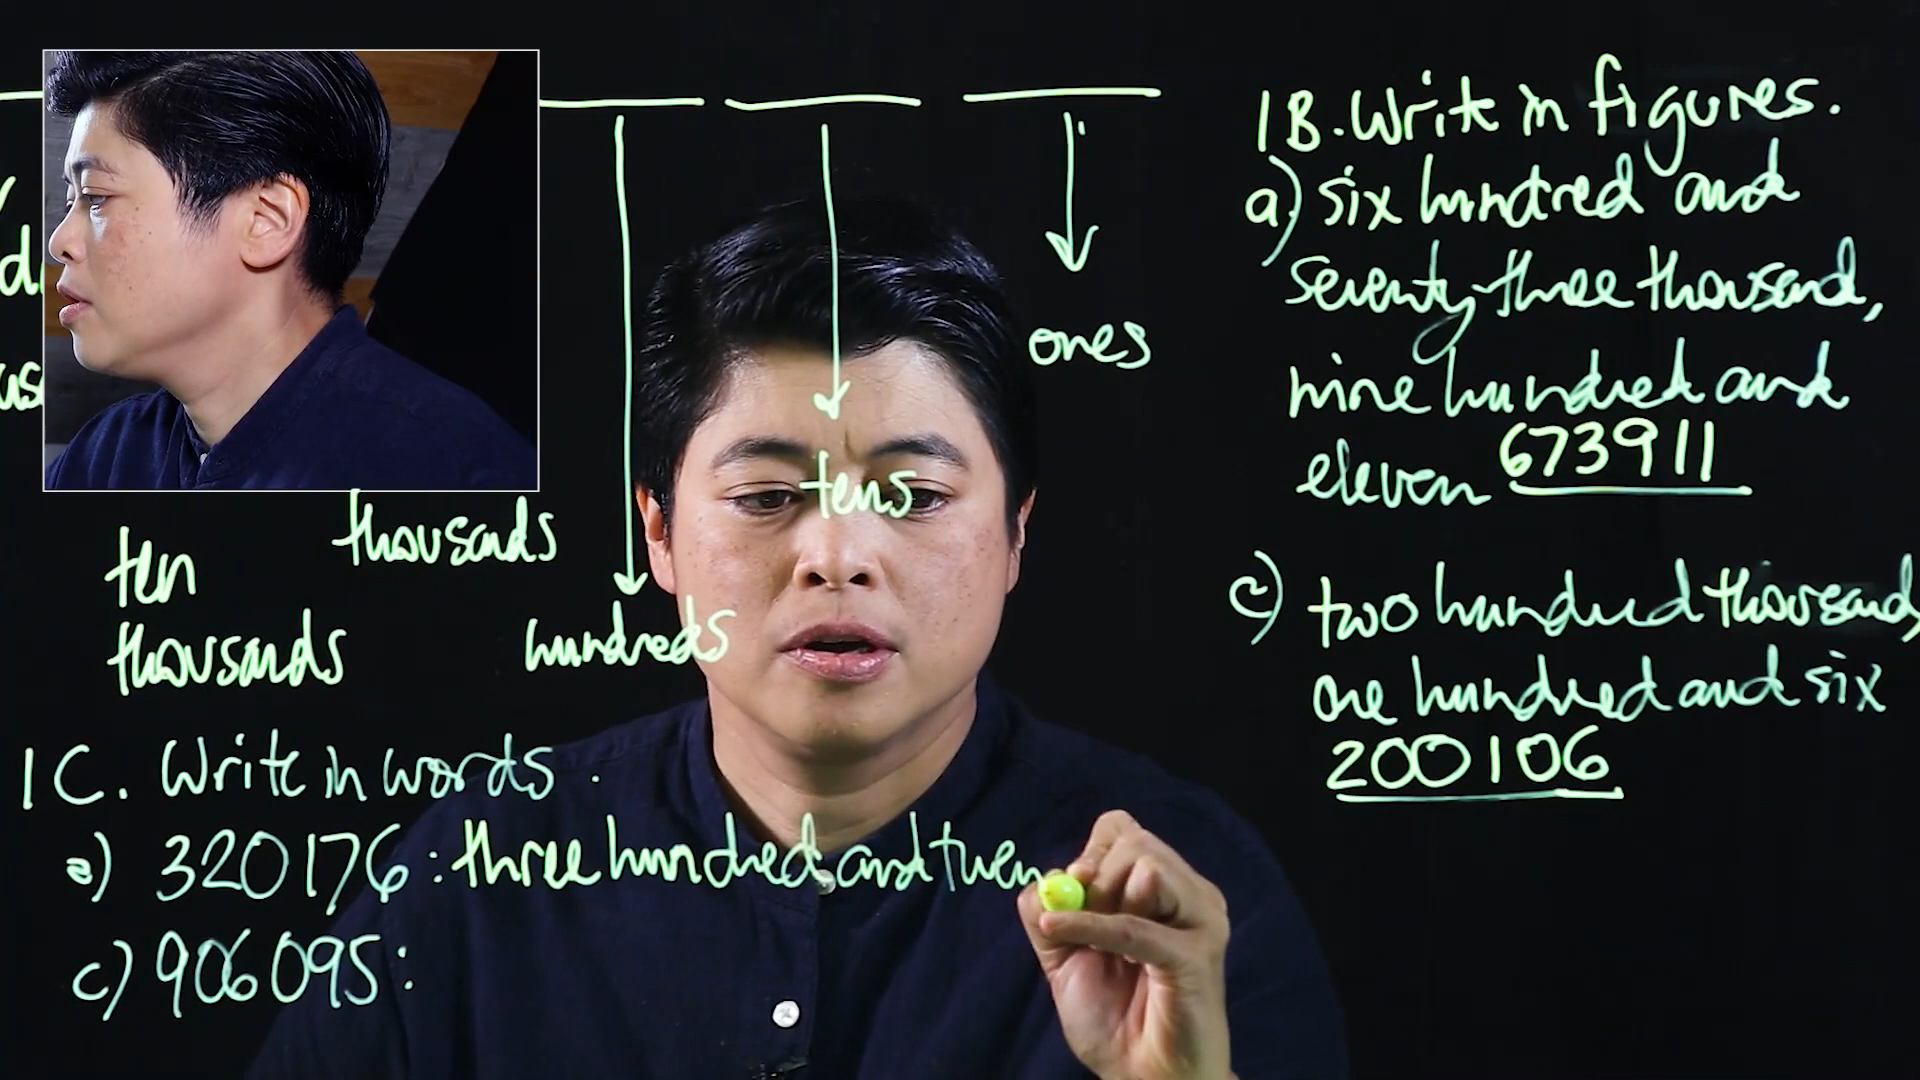 ones
tens
thousands
ten
thousands
hundreds
1C. Write in words.
a) 320176: three hundred and twen
c) 906095:
1B. Write in figures.
a) six hundred and
seventy-three thousand,
nine hundred and
eleven 673911
c) two hundred thousand,
one hundred and six
200106